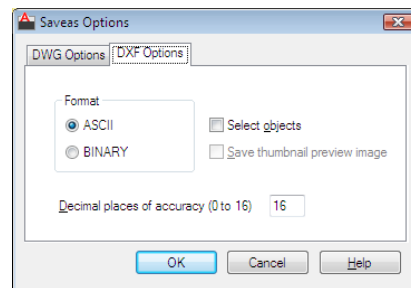 Saveas Options
DWG Options DXF Options
Format
ASCII
Select objects
BINARY
Save thumbnail preview image
Decimal places of accuracy (0 to 16) 16
OK Cancel Help